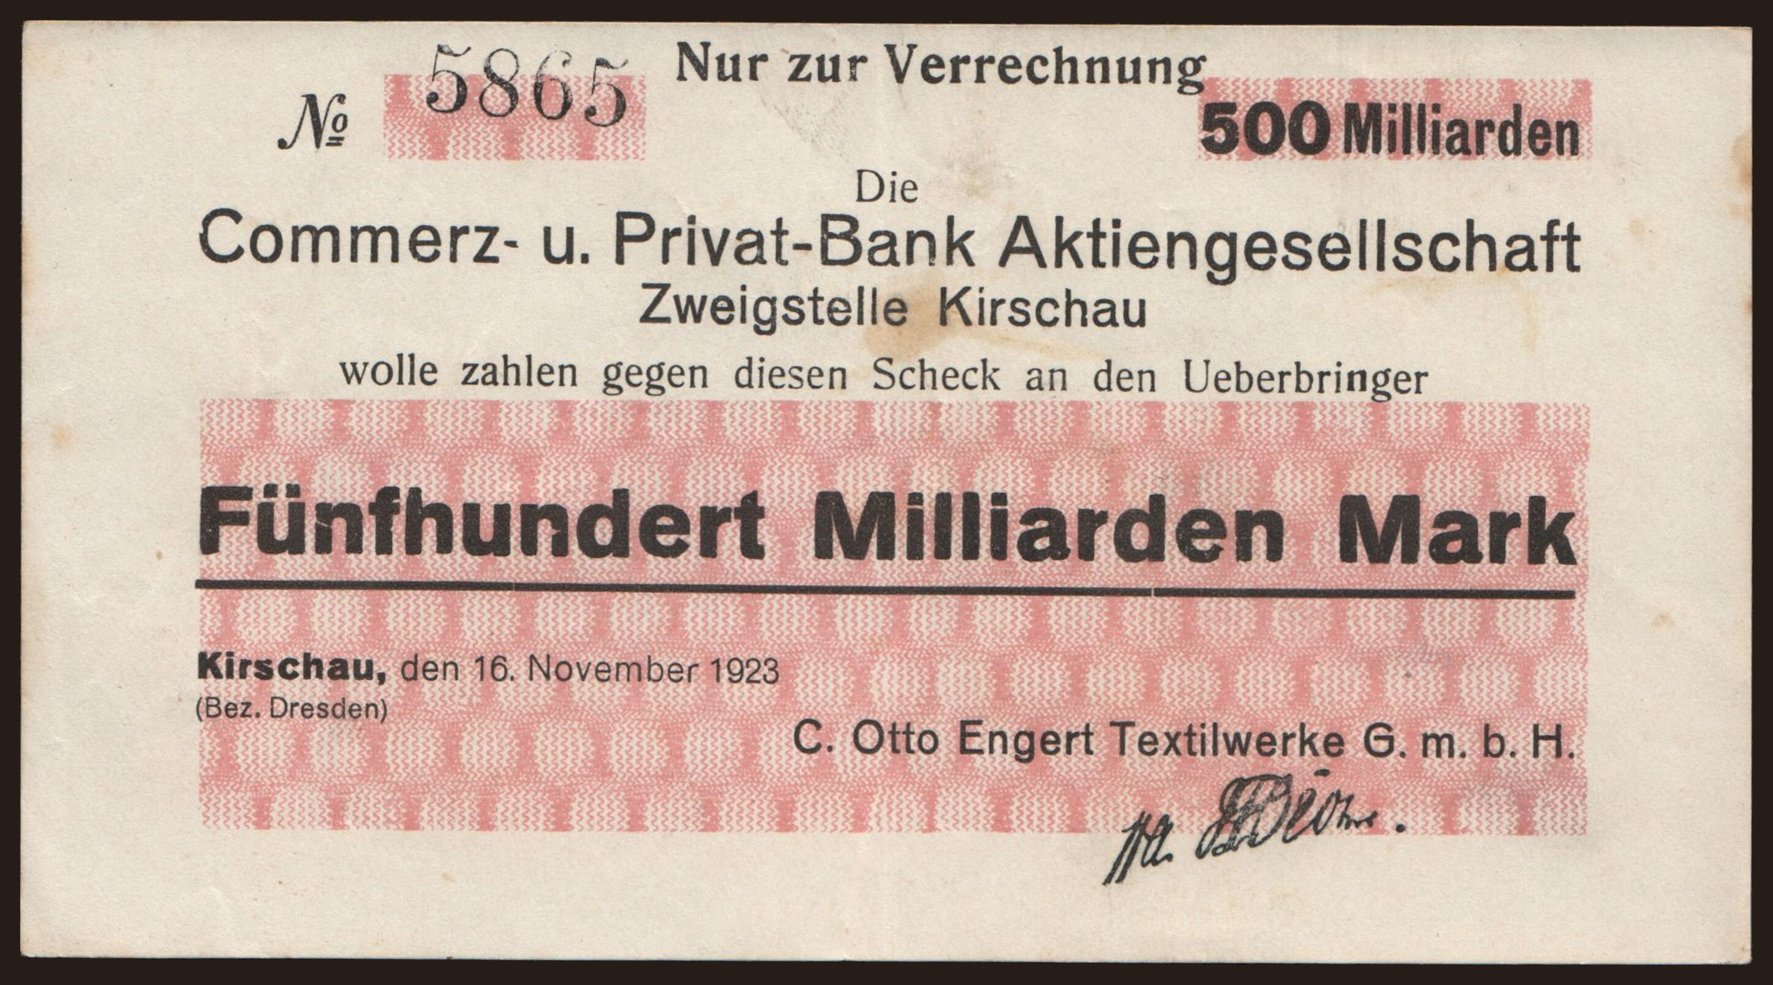 Nur zur Verrechnung
№ 5865
500 Milliarden
Die
Commerz- u. Privat-Bank Aktiengesellschaft
Zweigstelle Kirschau
wolle zahlen gegen diesen Scheck an den Ueberbringer
Fünfhundert Milliarden Mark
Kirschau, den 16. November 1923
(Bez. Dresden)
C. Otto Engert Textilwerke G. m. b. H.